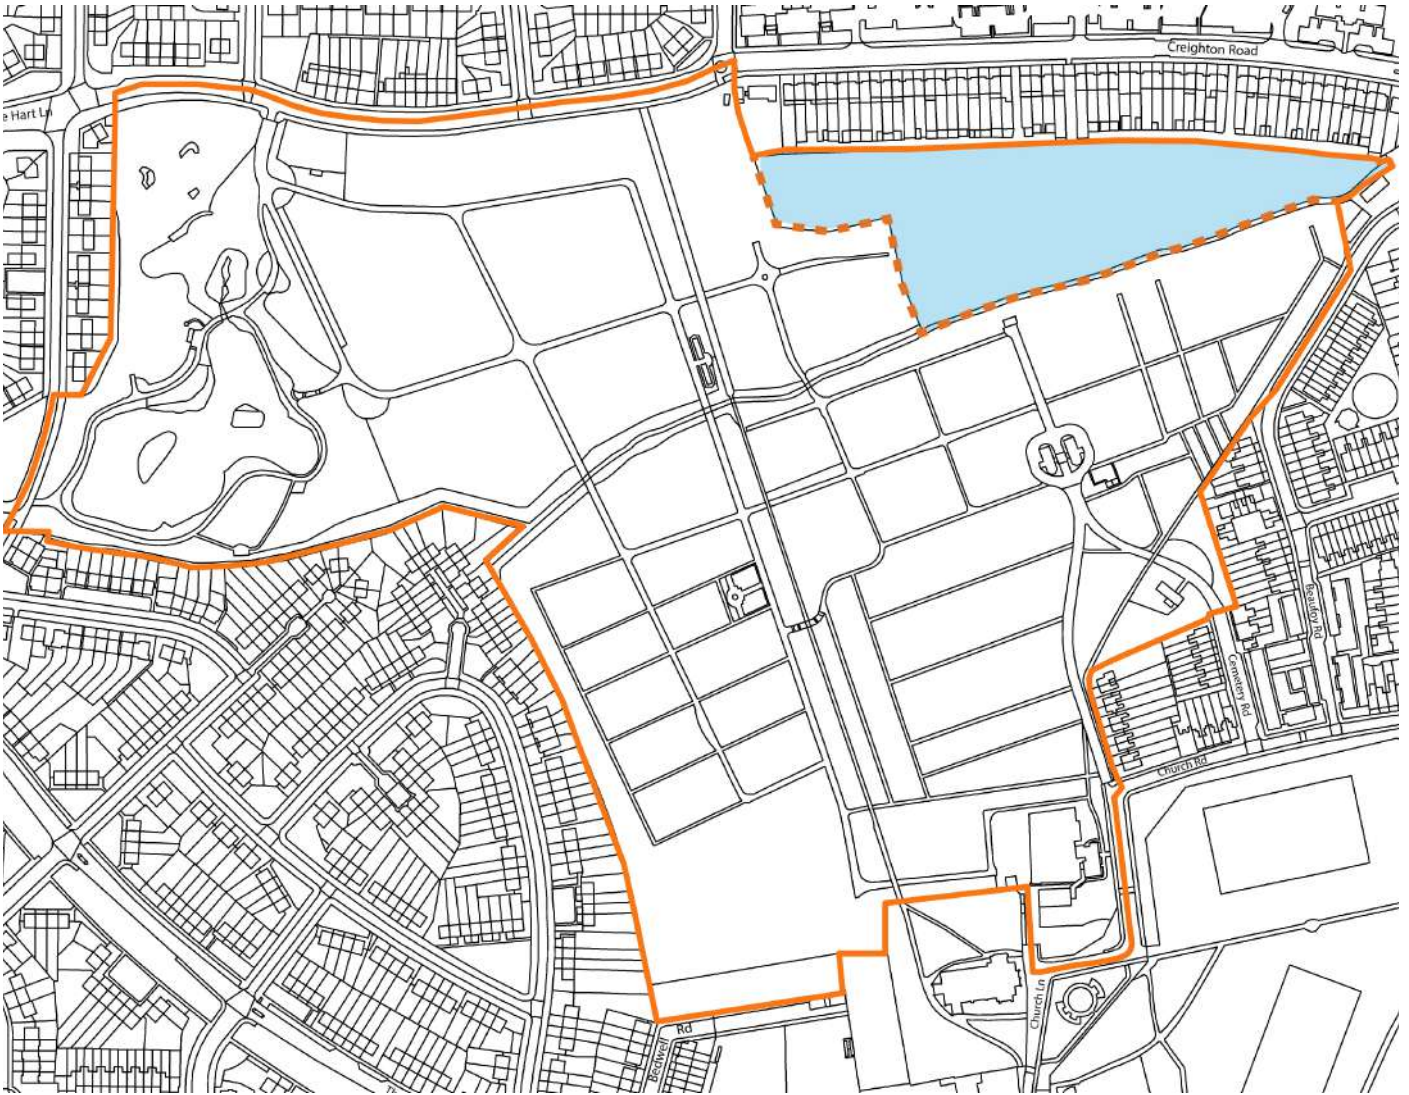 Creighton Road
e Hart Ln
Beaufoy Rd
Cemetery Rd
Church Rd
Church Ln
Rd
Bedwell